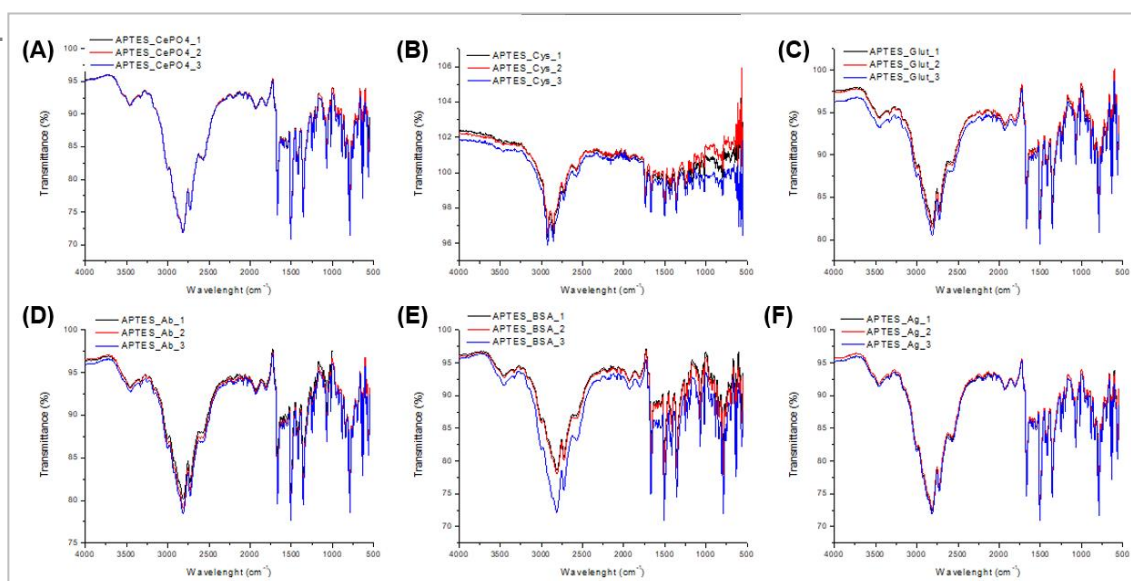 (A)
APTES_CePO4_1
APTES_CePO4_2
APTES_CePO4_3
100
95
90
85
80
75
70
Transmittance (%)
4000 3500 3000 2500 2000 1500 1000 500
Wavelenght (cm⁻¹)
(B)
APTES_Cys_1
APTES_Cys_2
APTES_Cys_3
106
104
102
100
98
96
Transmittance (%)
4000 3500 3000 2500 2000 1500 1000 500
Wavelenght (cm⁻¹)
(C)
APTES_Glut_1
APTES_Glut_2
APTES_Glut_3
100
95
90
85
80
Transmittance (%)
4000 3500 3000 2500 2000 1500 1000 500
Wavelenght (cm⁻¹)
(D)
APTES_Ab_1
APTES_Ab_2
APTES_Ab_3
100
95
90
85
80
75
Transmittance (%)
4000 3500 3000 2500 2000 1500 1000 500
Wavelenght (cm⁻¹)
(E)
APTES_BSA_1
APTES_BSA_2
APTES_BSA_3
100
95
90
85
80
75
70
Transmittance (%)
4000 3500 3000 2500 2000 1500 1000 500
Wavelenght (cm⁻¹)
(F)
APTES_Ag_1
APTES_Ag_2
APTES_Ag_3
100
95
90
85
80
75
70
Transmittance (%)
4000 3500 3000 2500 2000 1500 1000 500
Wavelenght (cm⁻¹)